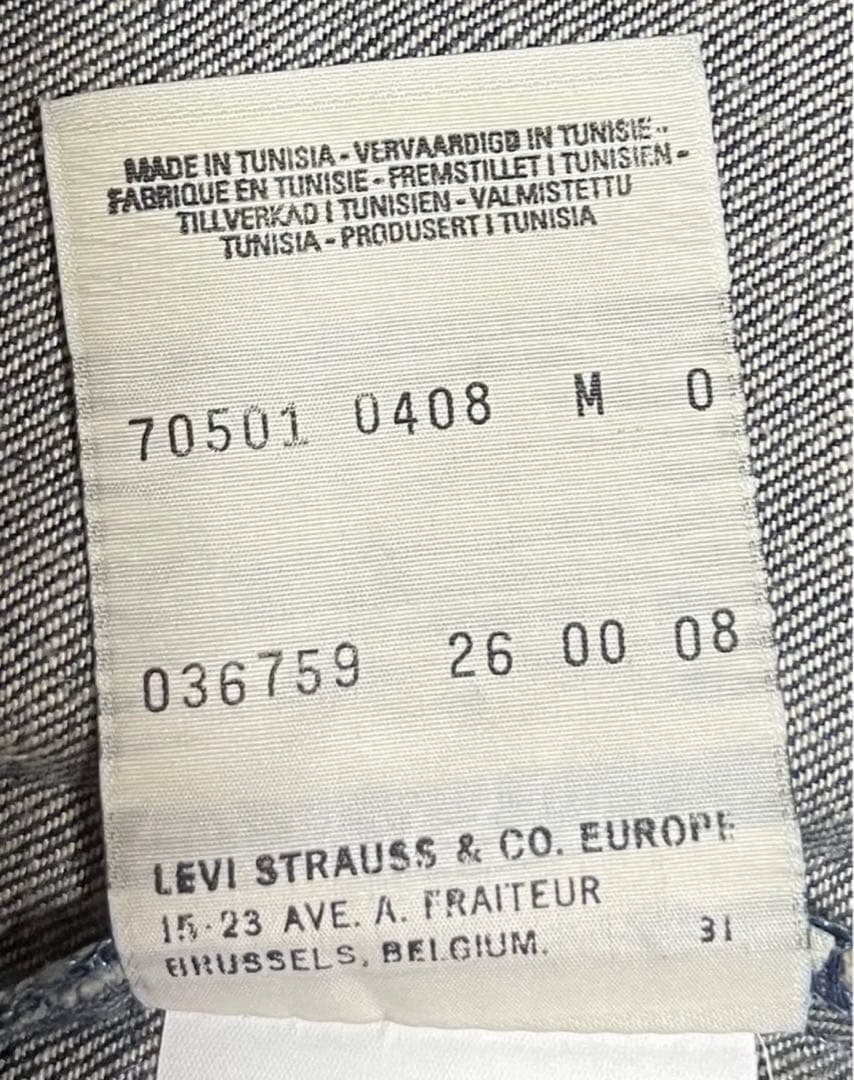 MADE IN TUNISIA - VERVAARDIGD IN TUNISIE -
FABRIQUE EN TUNISIE - FREMSTILLET I TUNISIEN -
TILLVERKAD I TUNISIEN - VALMISTETTU
TUNISIA - PRODUSERT I TUNISIA
70501 0408 M 0
036759 26 00 08
LEVI STRAUSS & CO. EUROPE
15-23 AVE. A. FRAITEUR
BRUSSELS, BELGIUM. 31